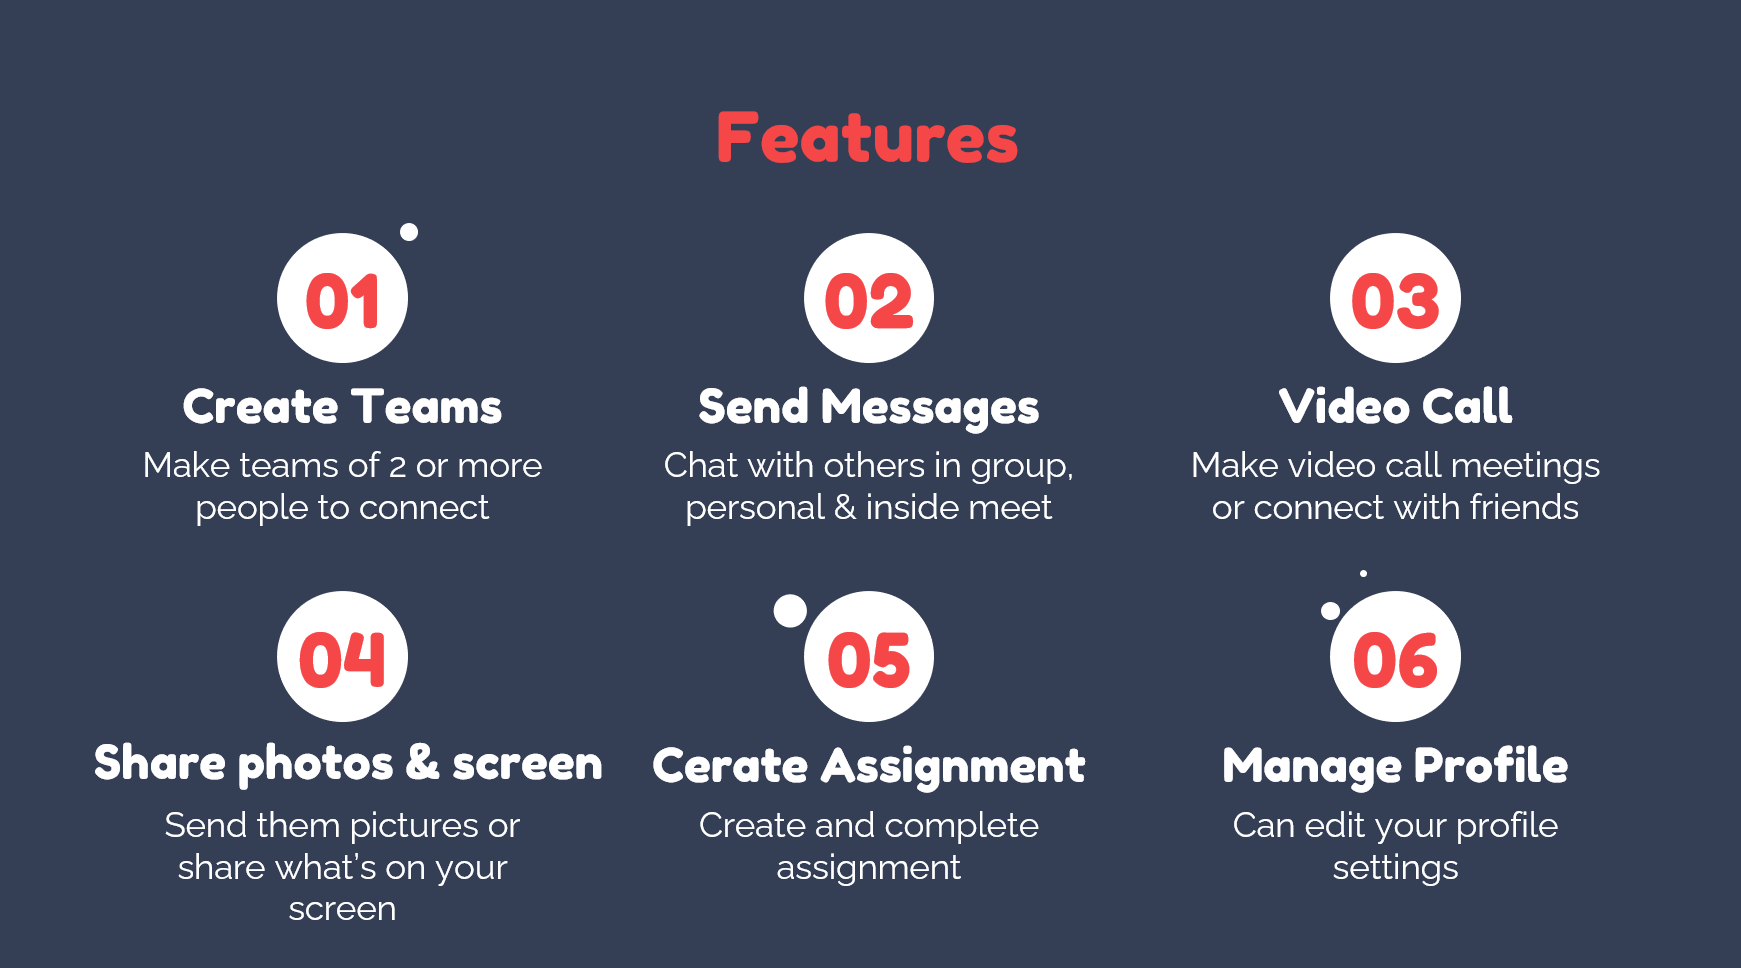 Features
01
Create Teams
Make teams of 2 or more
people to connect
02
Send Messages
Chat with others in group,
personal & inside meet
03
Video Call
Make video call meetings
or connect with friends
04
Share photos & screen
Send them pictures or
share what's on your
screen
05
Cerate Assignment
Create and complete
assignment
06
Manage Profile
Can edit your profile
settings